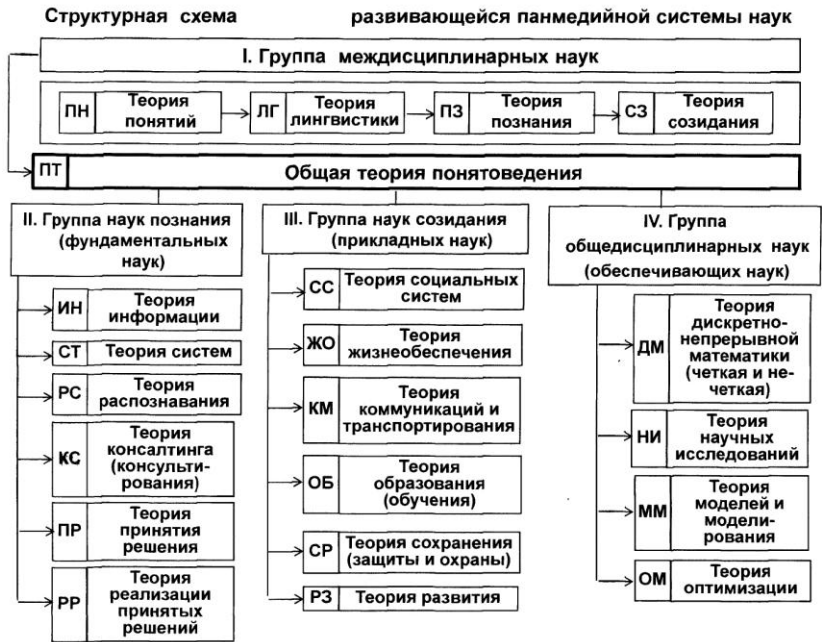 Структурная схема развивающейся панмедийной системы наук
I. Группа междисциплинарных наук
ПН
Теория
понятий
ЛГ
Теория
лингвистики
ПЗ
Теория
познания
СЗ
Теория
созидания
ПТ
Общая теория понятоведения
II. Группа наук познания
(фундаментальных
наук)
ИН
Теория
информации
СТ
Теория систем
РС
Теория
распознавания
КС
Теория
консалтинга
(консульти-
рования)
ПР
Теория
принятия
решения
РР
Теория
реализации
принятых
решений
III. Группа наук созидания
(прикладных наук)
СС
Теория социальных
систем
ЖО
Теория
жизнеобеспечения
КМ
Теория
коммуникаций и
транспортирования
ОБ
Теория
образования
(обучения)
СР
Теория сохранения
(защиты и охраны)
РЗ
Теория развития
IV. Группа
общедисциплинарных наук
(обеспечивающих наук)
ДМ
Теория
дискретно-
непрерывной
математики
(четкая и не-
четкая)
НИ
Теория
научных
исследований
ММ
Теория
моделей и
модели-
рования
ОМ
Теория
оптимизации